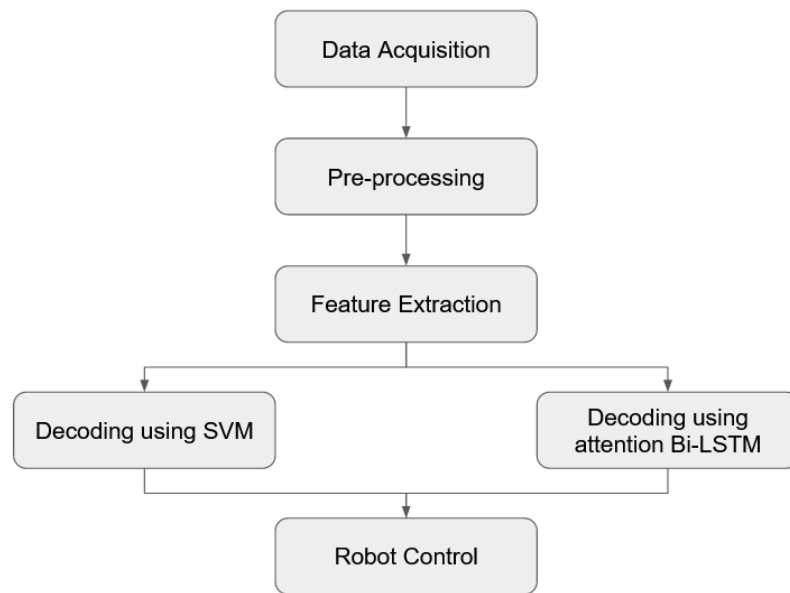 Data Acquisition
Pre-processing
Feature Extraction
Decoding using SVM
Decoding using
attention Bi-LSTM
Robot Control